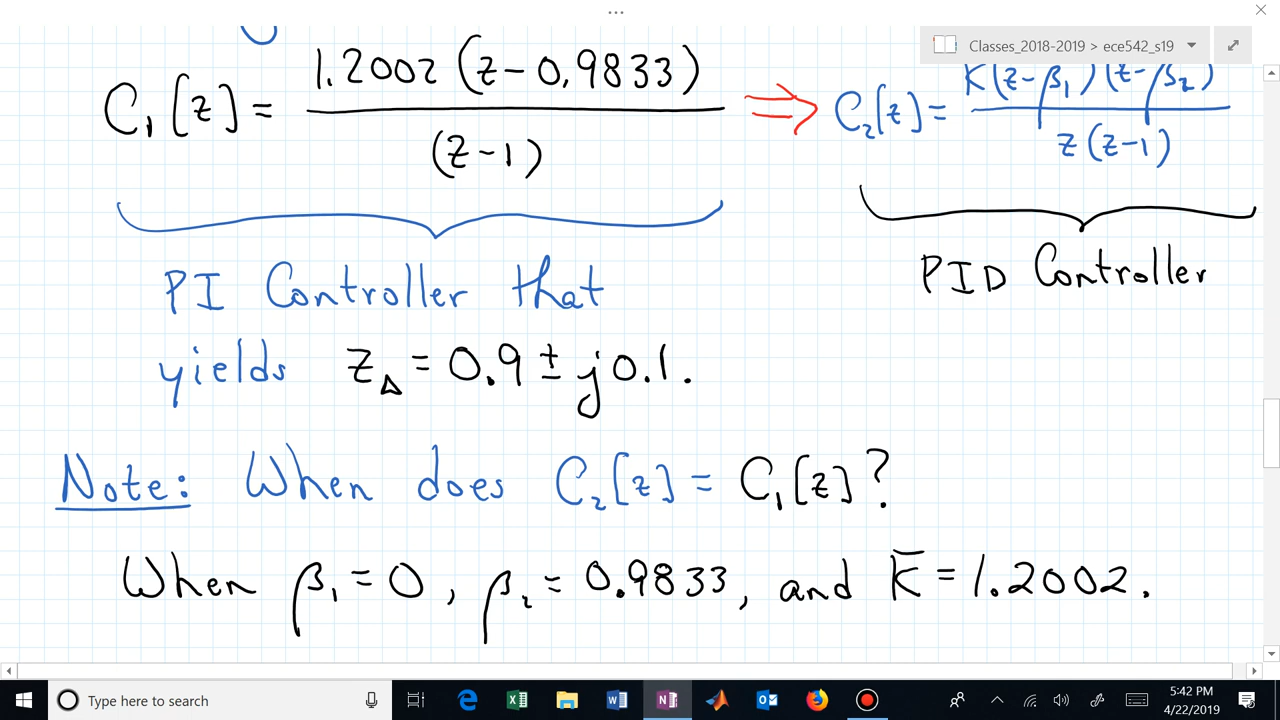 Classes_2018-2019 > ece542_s19
C₁[z] = 1.2002 (z - 0.9833) / (z - 1) ⇒ C₂[z] = K(z-β₁)(z-β₂) / z(z-1)
PI Controller that
yields z_Δ = 0.9 ± j0.1.
PID Controller
Note: When does C₂[z] = C₁[z]?
When β₁ = 0, β₂ = 0.9833, and K̅ = 1.2002.
Type here to search
5:42 PM
4/22/2019